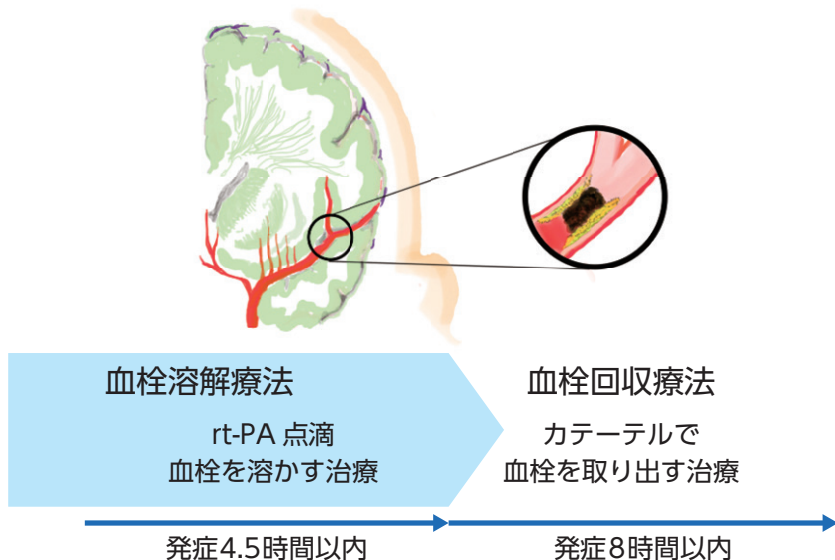 血栓溶解療法
rt-PA 点滴
血栓を溶かす治療
血栓回収療法
カテーテルで
血栓を取り出す治療
発症4.5時間以内
発症8時間以内